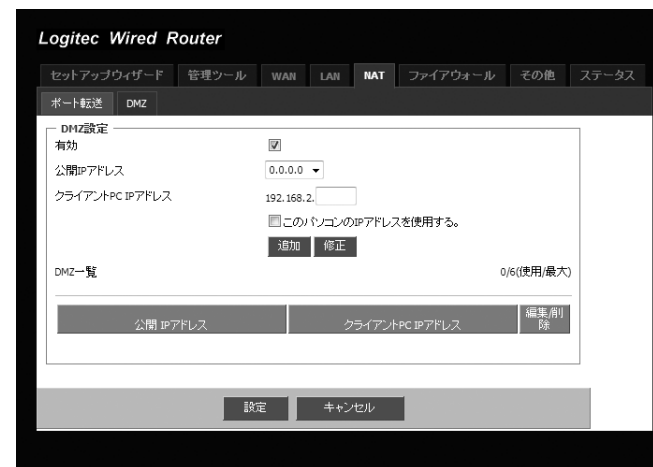 Logitec Wired Router
セットアップウィザード 管理ツール WAN LAN NAT ファイアウォール その他 ステータス
ポート転送 DMZ
DMZ設定
有効
公開IPアドレス 0.0.0.0
クライアントPC IPアドレス 192.168.2.
このパソコンのIPアドレスを使用する。
追加 修正
DMZ一覧 0/6(使用/最大)
公開 IPアドレス クライアントPC IPアドレス 編集/削
除
設定 キャンセル